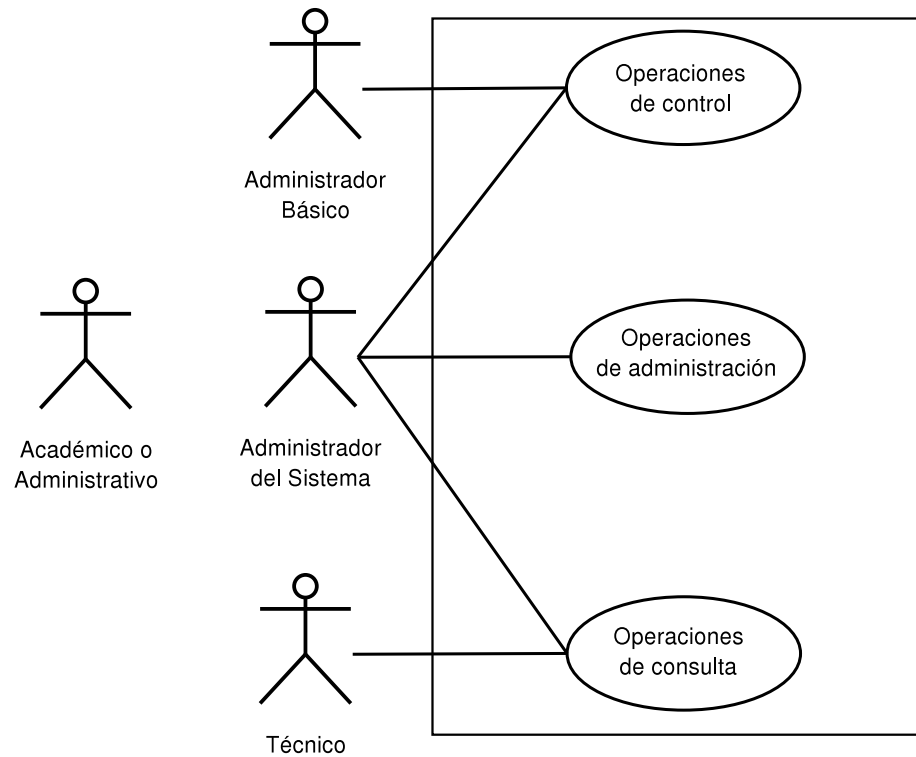 Operaciones
de control
Administrador
Básico
Operaciones
de administración
Académico o
Administrativo
Administrador
del Sistema
Operaciones
de consulta
Técnico